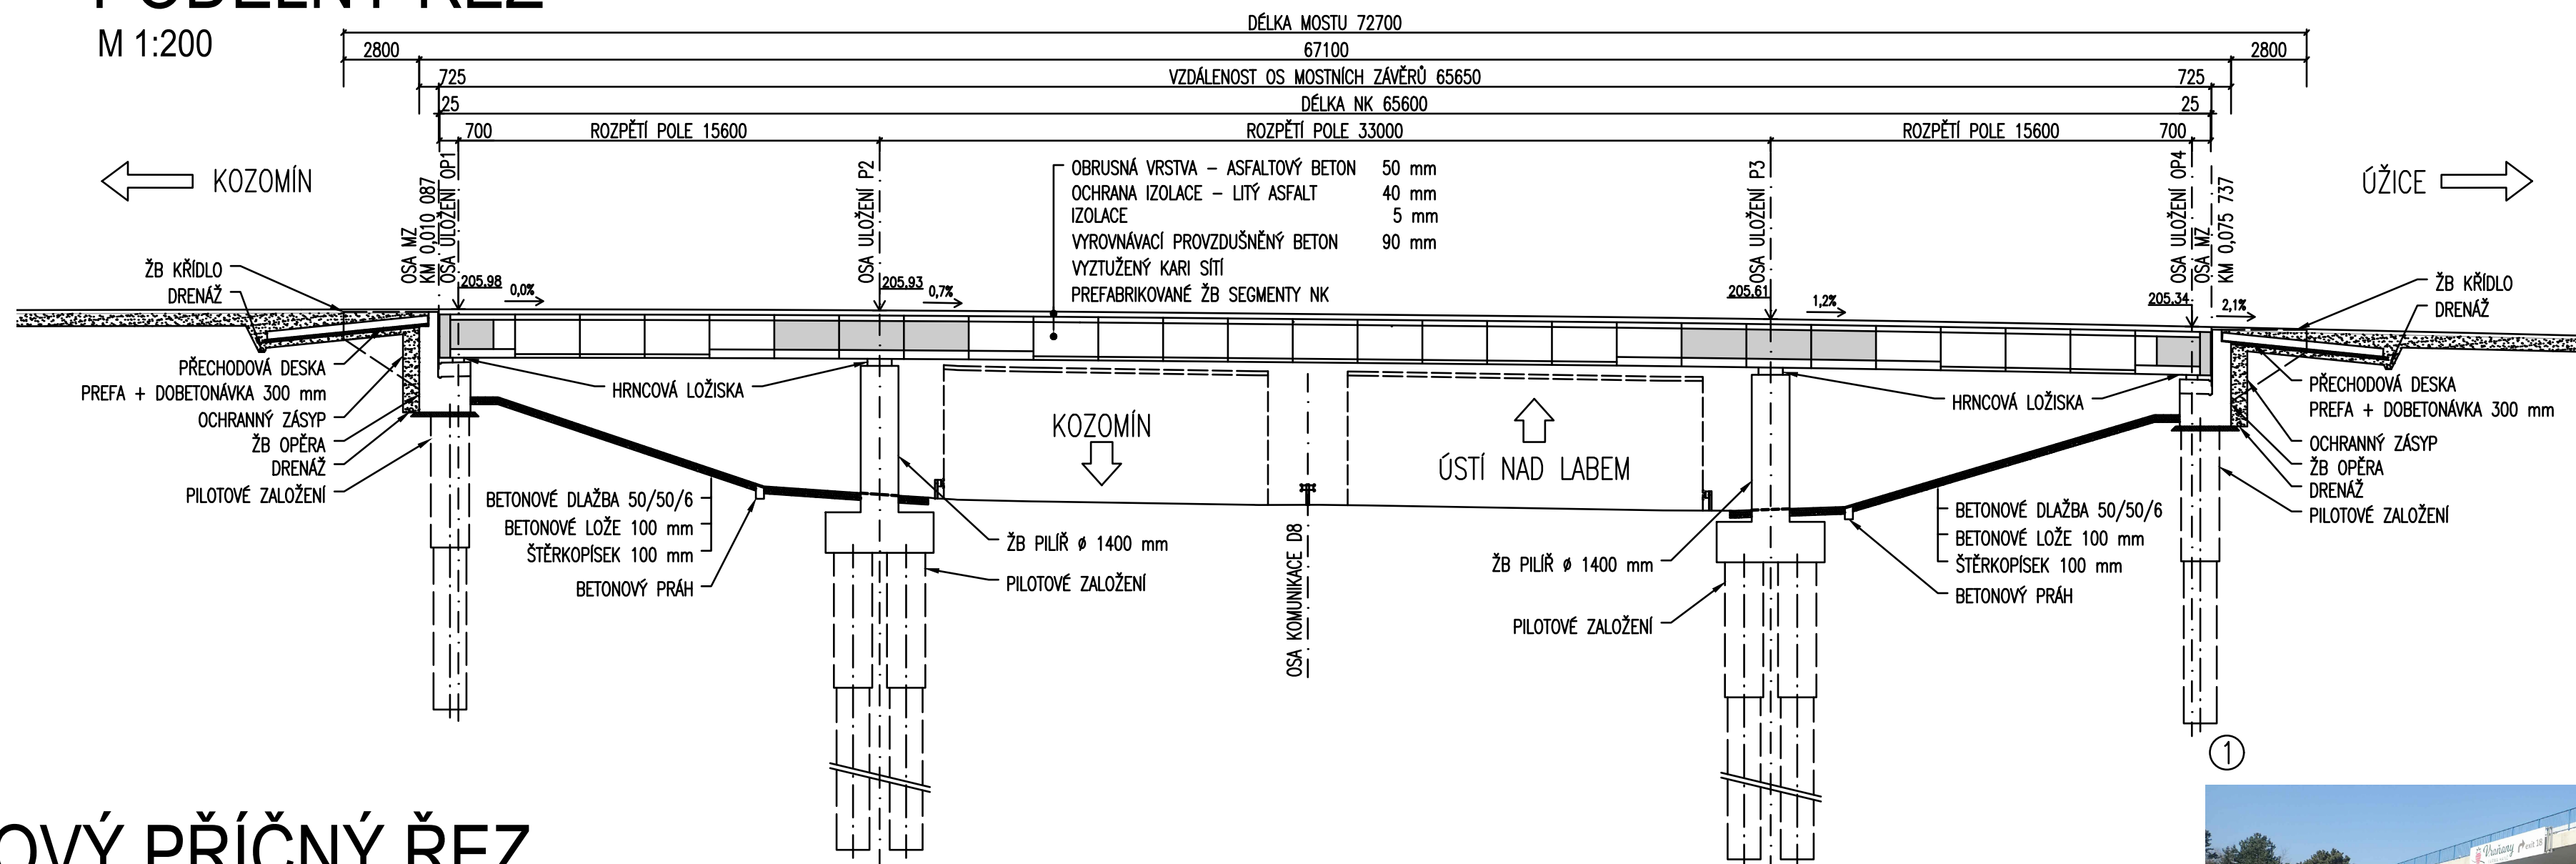 M 1:200
DÉLKA MOSTU 72700
2800 67100 2800
725 VZDÁLENOST OS MOSTNÍCH ZÁVĚRŮ 65650 725
25 DÉLKA NK 65600 25
700 ROZPĚTÍ POLE 15600 ROZPĚTÍ POLE 33000 ROZPĚTÍ POLE 15600 700
KOZOMÍN
ÚŽICE
OSA MZ
KM 0,010 087
OSA ULOŽENÍ OP1
OSA ULOŽENÍ P2
OSA ULOŽENÍ P3
OSA ULOŽENÍ OP4
OSA MZ
KM 0,075 737
OBRUSNÁ VRSTVA – ASFALTOVÝ BETON 50 mm
OCHRANA IZOLACE – LITÝ ASFALT 40 mm
IZOLACE 5 mm
VYROVNÁVACÍ PROVZDUŠNĚNÝ BETON 90 mm
VYZTUŽENÝ KARI SÍTÍ
PREFABRIKOVANÉ ŽB SEGMENTY NK
205.98 0,0%
205.93 0,7%
205.61 1,2%
205.34 2,1%
ŽB KŘÍDLO
DRENÁŽ
PŘECHODOVÁ DESKA
PREFA + DOBETONÁVKA 300 mm
OCHRANNÝ ZÁSYP
ŽB OPĚRA
DRENÁŽ
PILOTOVÉ ZALOŽENÍ
HRNCOVÁ LOŽISKA
BETONOVÉ DLAŽBA 50/50/6
BETONOVÉ LOŽE 100 mm
ŠTĚRKOPÍSEK 100 mm
BETONOVÝ PRÁH
KOZOMÍN
ÚSTÍ NAD LABEM
ŽB PILÍŘ ø 1400 mm
PILOTOVÉ ZALOŽENÍ
OSA KOMUNIKACE D8
ŽB PILÍŘ ø 1400 mm
PILOTOVÉ ZALOŽENÍ
HRNCOVÁ LOŽISKA
BETONOVÉ DLAŽBA 50/50/6
BETONOVÉ LOŽE 100 mm
ŠTĚRKOPÍSEK 100 mm
BETONOVÝ PRÁH
ŽB KŘÍDLO
DRENÁŽ
PŘECHODOVÁ DESKA
PREFA + DOBETONÁVKA 300 mm
OCHRANNÝ ZÁSYP
ŽB OPĚRA
DRENÁŽ
PILOTOVÉ ZALOŽENÍ
1
OVÝ PŘÍČNÝ ŘEZ